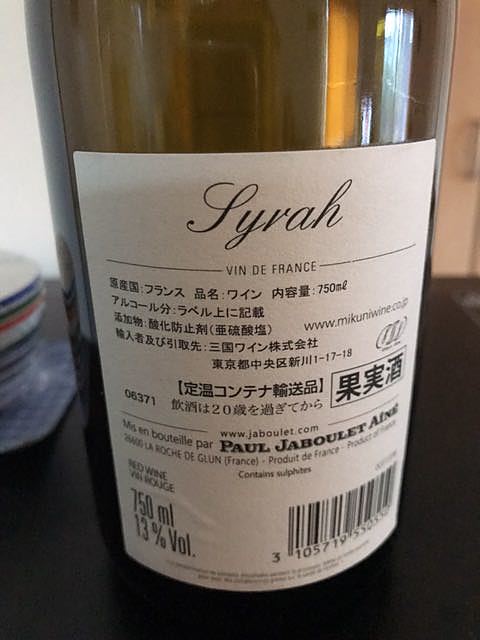 Syrah
VIN DE FRANCE
原産国:フランス 品名:ワイン 内容量:750mℓ
アルコール分:ラベル上に記載
添加物:酸化防止剤(亜硫酸塩) www.mikuniwine.co.jp
輸入者及び引取先:三国ワイン株式会社
東京都中央区新川1-17-18
06371 【定温コンテナ輸送品】 果実酒
飲酒は20歳を過ぎてから
www.jaboulet.com
Mis en bouteille par PAUL JABOULET AÎNÉ
26600 LA ROCHE DE GLUN (France) - Produit de France - Product of France
Contains sulphites
RED WINE
VIN ROUGE
750 ml
13 % Vol.
3 105719 550